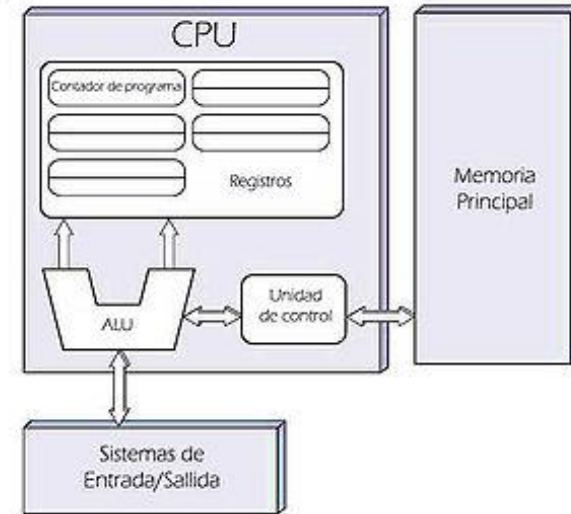 CPU
Contador de programa
Registros
Memoria
Principal
ALU
Unidad
de control
Sistemas de
Entrada/Sallida